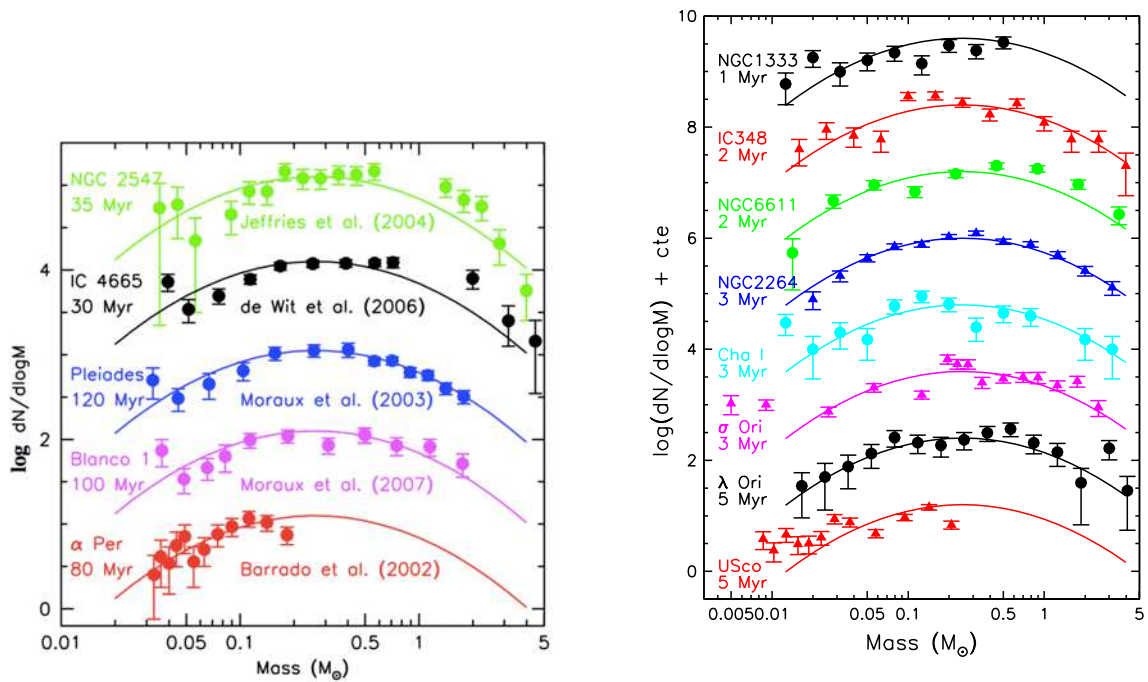 NGC 2547
35 Myr
Jeffries et al. (2004)
IC 4665
30 Myr
de Wit et al. (2006)
Pleiades
120 Myr
Moraux et al. (2003)
Blanco 1
100 Myr
Moraux et al. (2007)
α Per
80 Myr
Barrado et al. (2002)
log dN/dlogM
4
2
0
0.01
0.05
0.1
0.5
1
5
Mass (M⊙)
NGC1333
1 Myr
IC348
2 Myr
NGC6611
2 Myr
NGC2264
3 Myr
Cha I
3 Myr
σ Ori
3 Myr
λ Ori
5 Myr
USco
5 Myr
log(dN/dlogM) + cte
10
8
6
4
2
0
0.005
0.01
0.05
0.1
0.5
1
5
Mass (M⊙)